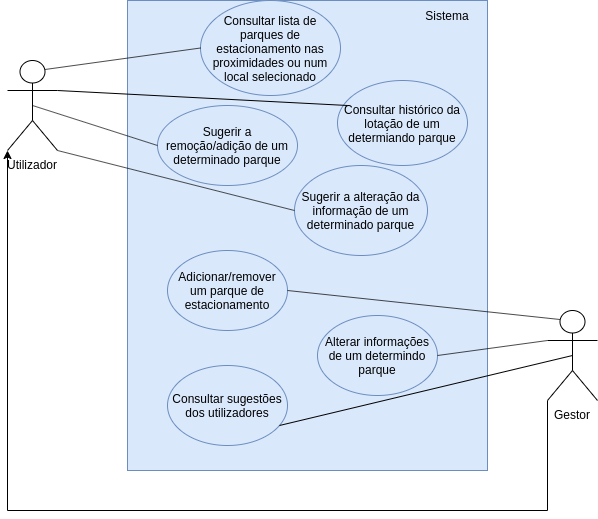 Sistema
Consultar lista de
parques de
estacionamento nas
proximidades ou num
local selecionado
Consultar histórico da
lotação de um
determiando parque
Sugerir a
remoção/adição de um
determinado parque
Utilizador
Sugerir a alteração da
informação de um
determinado parque
Adicionar/remover
um parque de
estacionamento
Alterar informações
de um determindo
parque
Consultar sugestões
dos utilizadores
Gestor